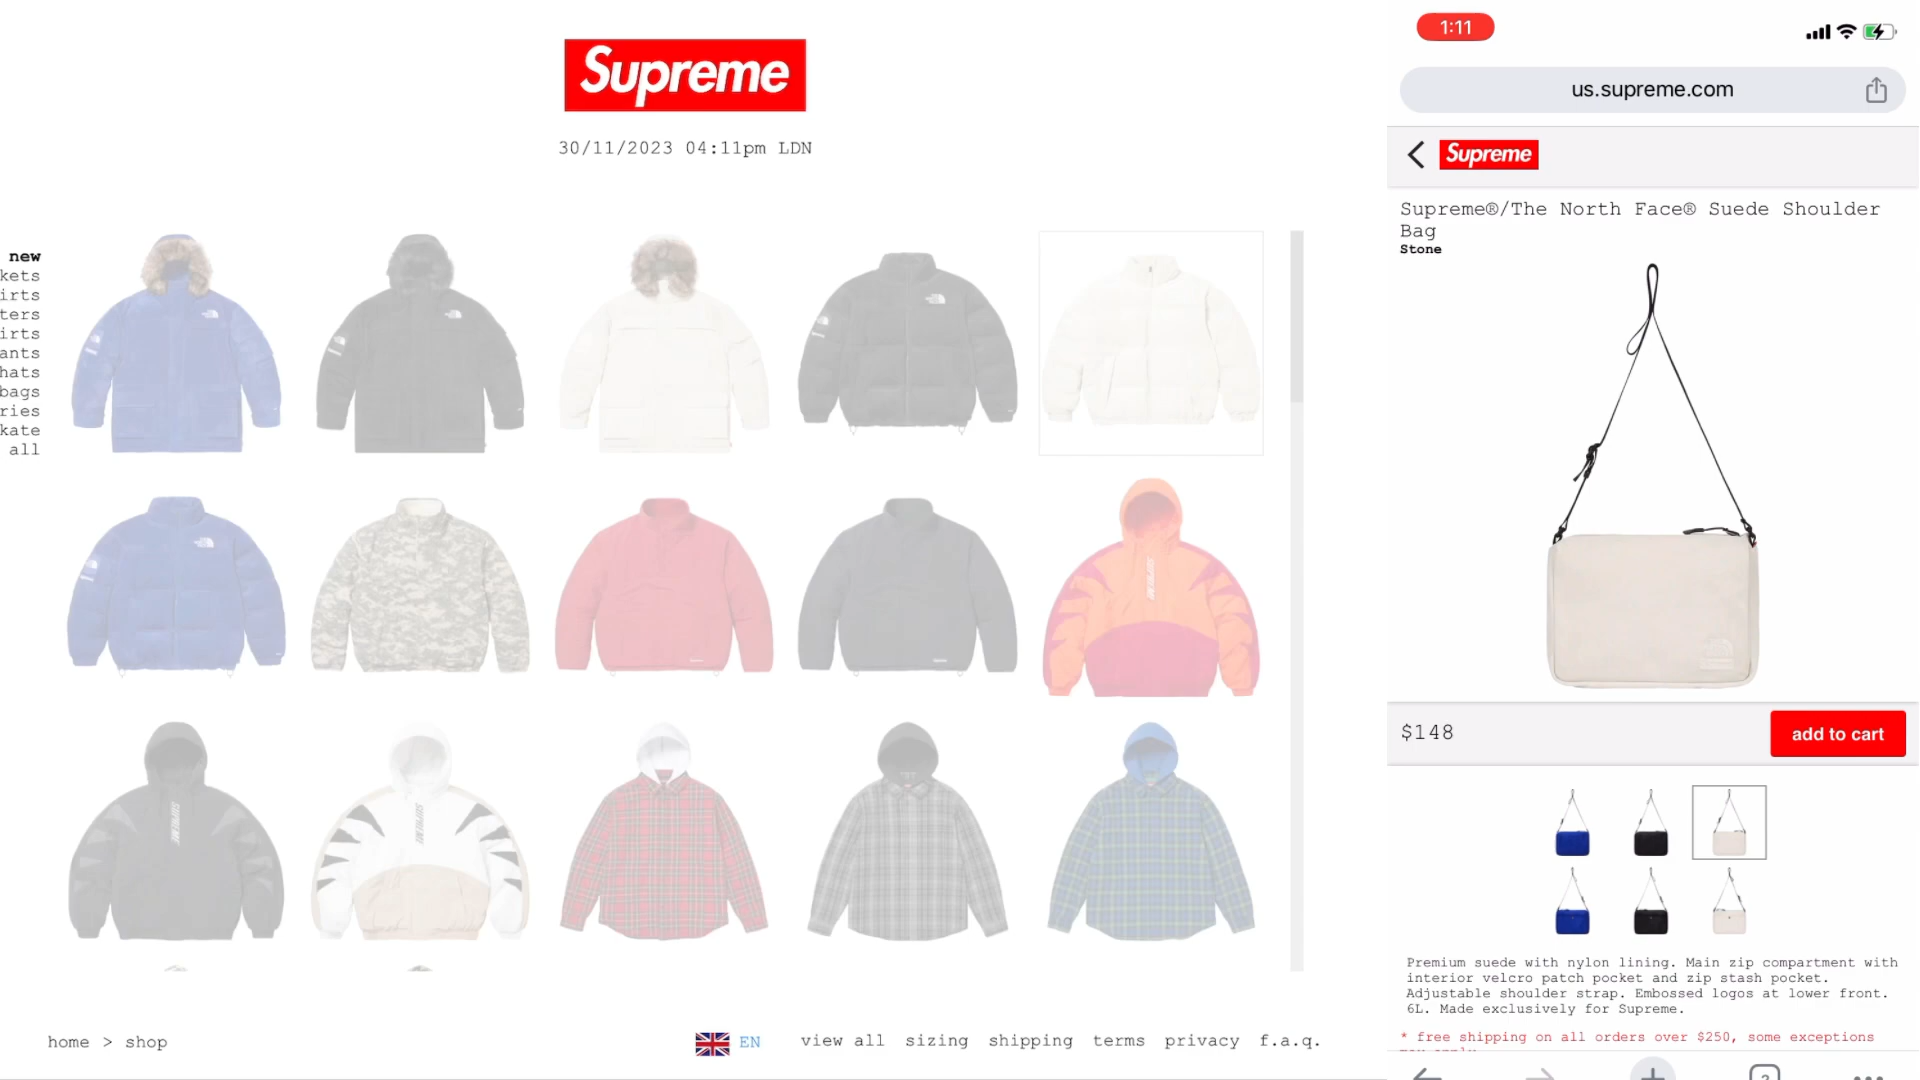 Supreme
30/11/2023 04:11pm LDN
new
kets
irts
ters
irts
ants
hats
bags
ries
kate
all
home > shop
EN view all sizing shipping terms privacy f.a.q.
1:11
us.supreme.com
Supreme
Supreme®/The North Face® Suede Shoulder
Bag
Stone
$148
add to cart
Premium suede with nylon lining. Main zip compartment with
interior velcro patch pocket and zip stash pocket.
Adjustable shoulder strap. Embossed logos at lower front.
6L. Made exclusively for Supreme.
* free shipping on all orders over $250, some exceptions